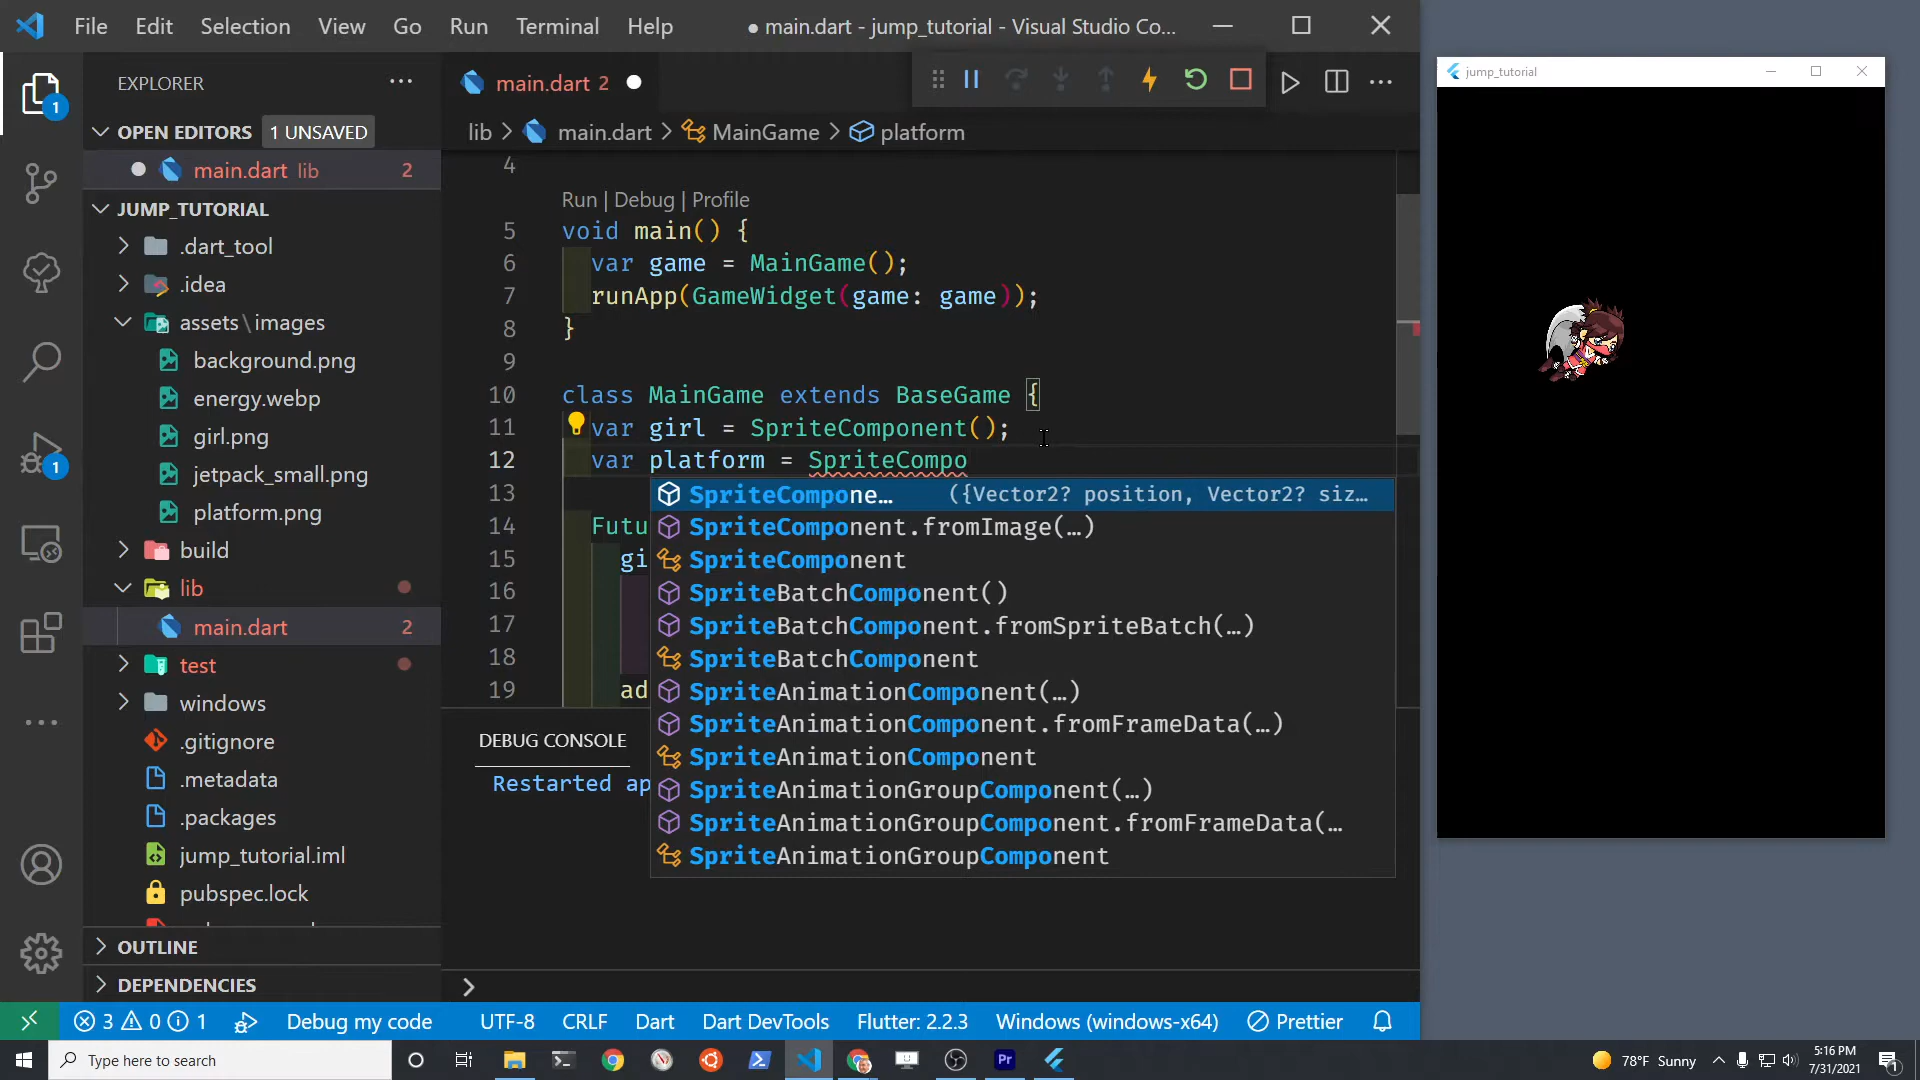 File Edit Selection View Go Run Terminal Help
● main.dart - jump_tutorial - Visual Studio Co...
EXPLORER
OPEN EDITORS 1 UNSAVED
main.dart lib 2
JUMP_TUTORIAL
.dart_tool
.idea
assets\images
background.png
energy.webp
girl.png
jetpack_small.png
platform.png
build
lib
main.dart 2
test
windows
.gitignore
.metadata
.packages
jump_tutorial.iml
pubspec.lock
OUTLINE
DEPENDENCIES
1
1
main.dart 2
lib > main.dart > MainGame > platform
4
Run | Debug | Profile
5 void main() {
6 var game = MainGame();
7 runApp(GameWidget(game: game));
8 }
9
10 class MainGame extends BaseGame {
11 var girl = SpriteComponent();
12 var platform = SpriteCompo
13
14 Futu
15 gi
16
17
18
19 ad
SpriteCompone... ({Vector2? position, Vector2? siz...
SpriteComponent.fromImage(…)
SpriteComponent
SpriteBatchComponent()
SpriteBatchComponent.fromSpriteBatch(…)
SpriteBatchComponent
SpriteAnimationComponent(…)
SpriteAnimationComponent.fromFrameData(…)
SpriteAnimationComponent
SpriteAnimationGroupComponent(…)
SpriteAnimationGroupComponent.fromFrameData(…
SpriteAnimationGroupComponent
DEBUG CONSOLE
Restarted ap
jump_tutorial
3 0 1 Debug my code UTF-8 CRLF Dart Dart DevTools Flutter: 2.2.3 Windows (windows-x64) Prettier
Type here to search
Pr
78°F Sunny
5:16 PM
7/31/2021
1